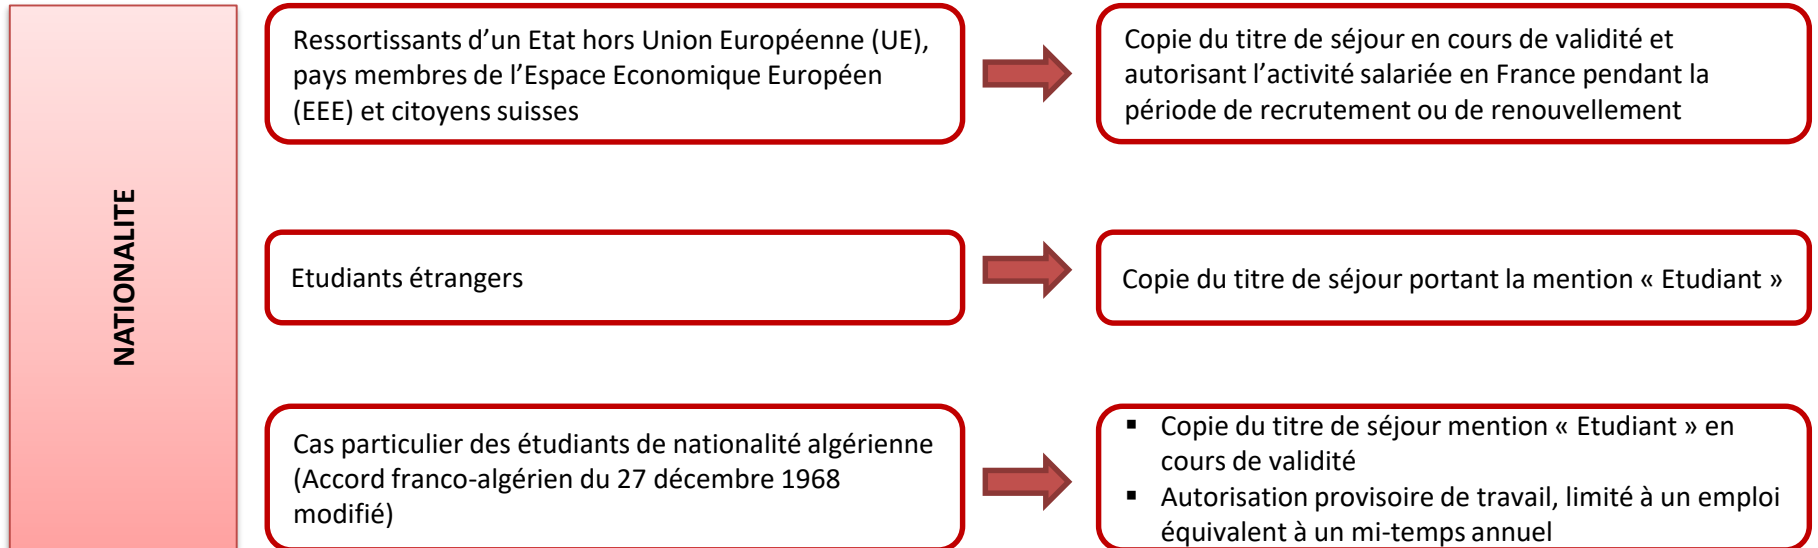 NATIONALITE
Ressortissants d’un Etat hors Union Européenne (UE),
pays membres de l’Espace Economique Européen
(EEE) et citoyens suisses
Copie du titre de séjour en cours de validité et
autorisant l’activité salariée en France pendant la
période de recrutement ou de renouvellement
Etudiants étrangers
Copie du titre de séjour portant la mention « Etudiant »
Cas particulier des étudiants de nationalité algérienne
(Accord franco-algérien du 27 décembre 1968
modifié)
▪ Copie du titre de séjour mention « Etudiant » en
cours de validité
▪ Autorisation provisoire de travail, limité à un emploi
équivalent à un mi-temps annuel